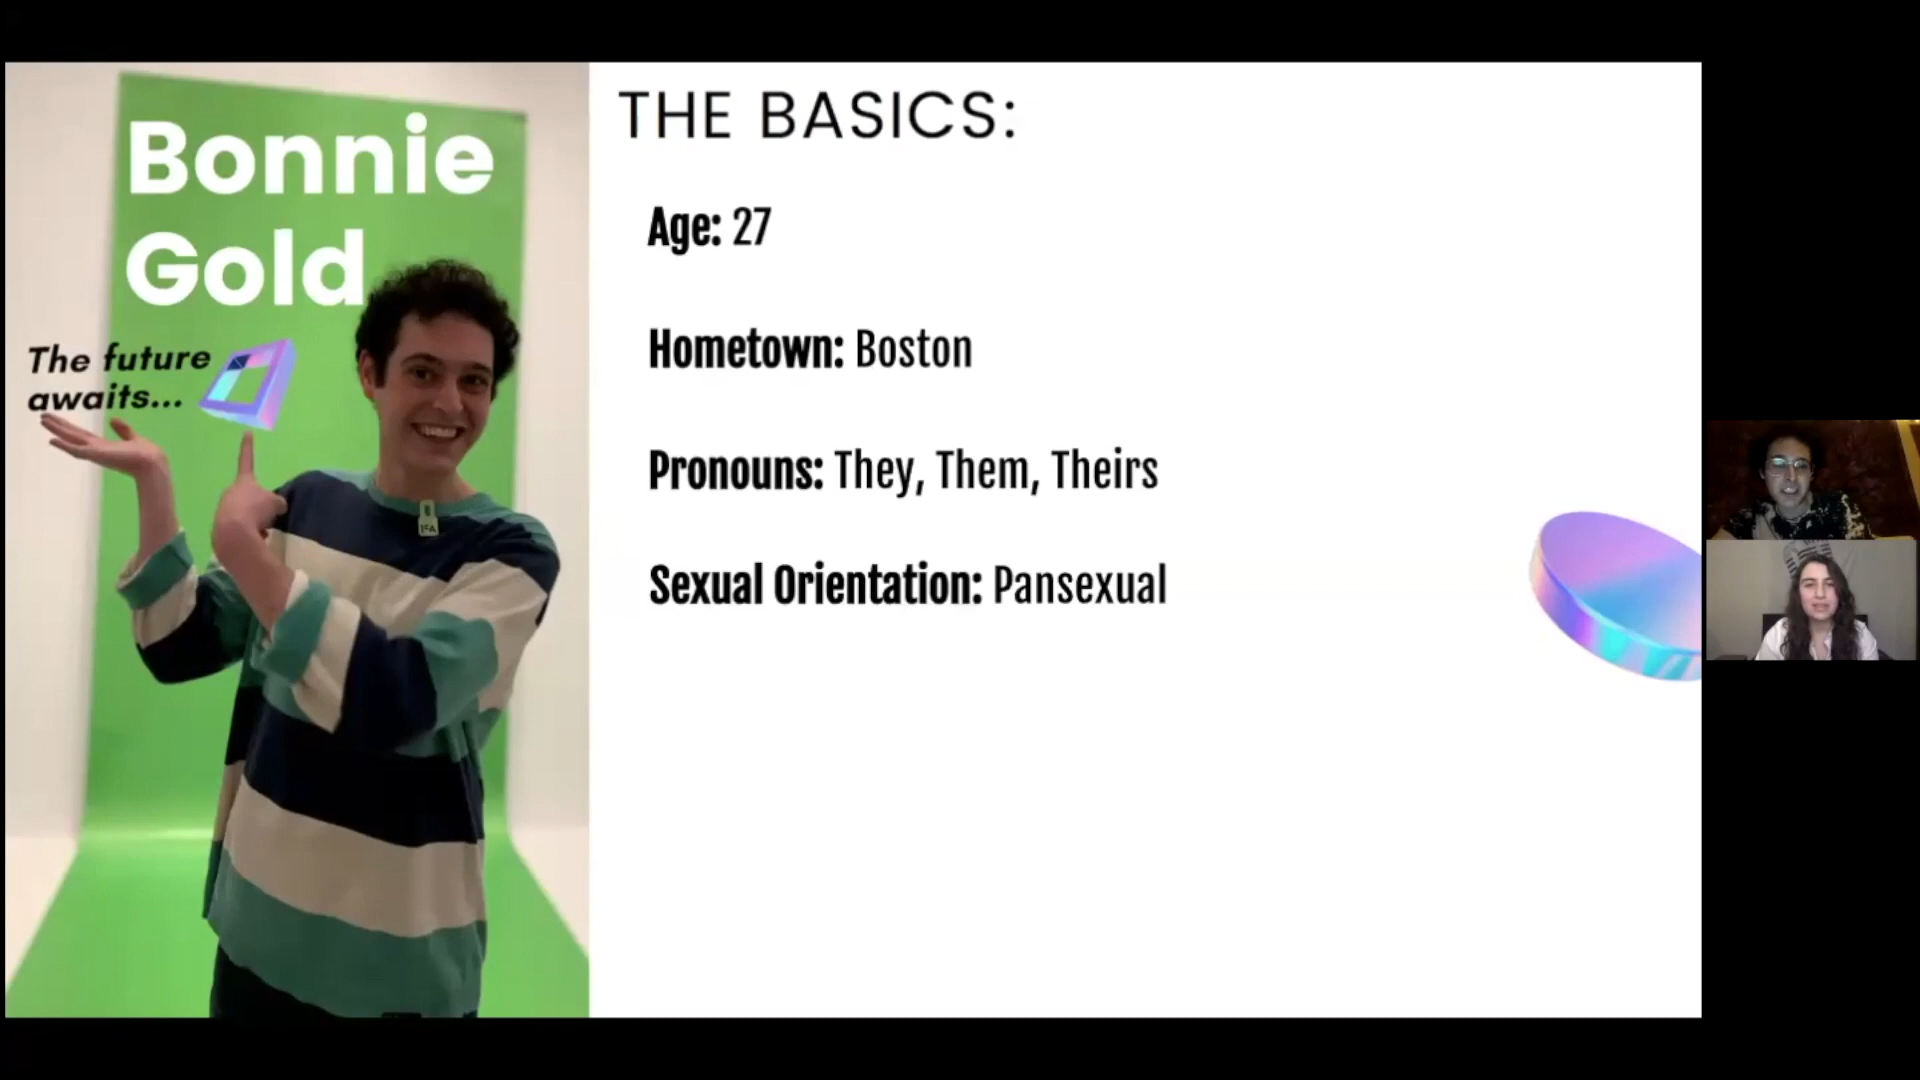 Bonnie
Gold
The future
awaits...
THE BASICS:
Age: 27
Hometown: Boston
Pronouns: They, Them, Theirs
Sexual Orientation: Pansexual